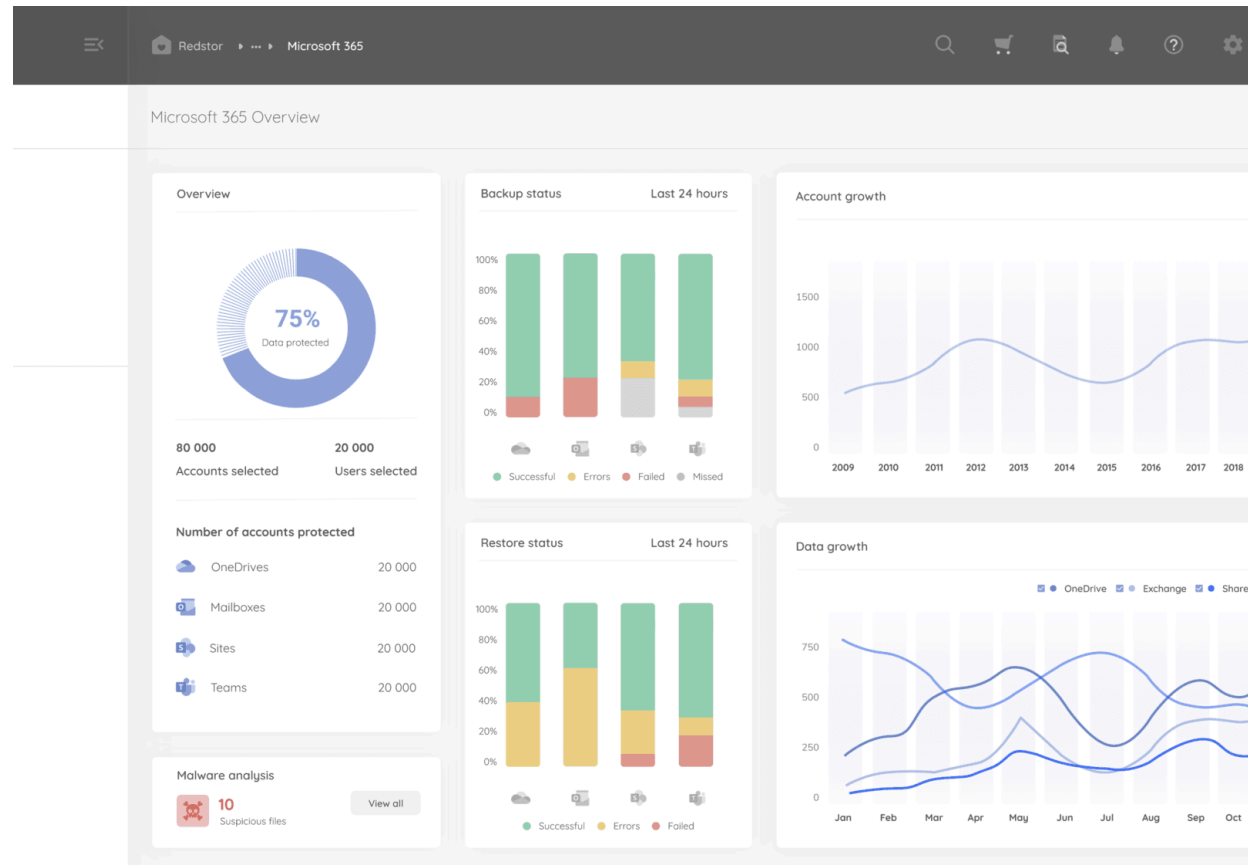 Redstor ... Microsoft 365
Microsoft 365 Overview
Overview
75%
Data protected
80 000 20 000
Accounts selected Users selected
Number of accounts protected
OneDrives 20 000
Mailboxes 20 000
Sites 20 000
Teams 20 000
Malware analysis
10
Suspicious files
View all
Backup status Last 24 hours
100%
80%
60%
40%
20%
0%
Successful Errors Failed Missed
Restore status Last 24 hours
100%
80%
60%
40%
20%
0%
Successful Errors Failed
Account growth
1500
1000
500
0
2009 2010 2011 2012 2013 2014 2015 2016 2017 2018
Data growth
OneDrive Exchange Share
750
500
250
0
Jan Feb Mar Apr May Jun Jul Aug Sep Oct